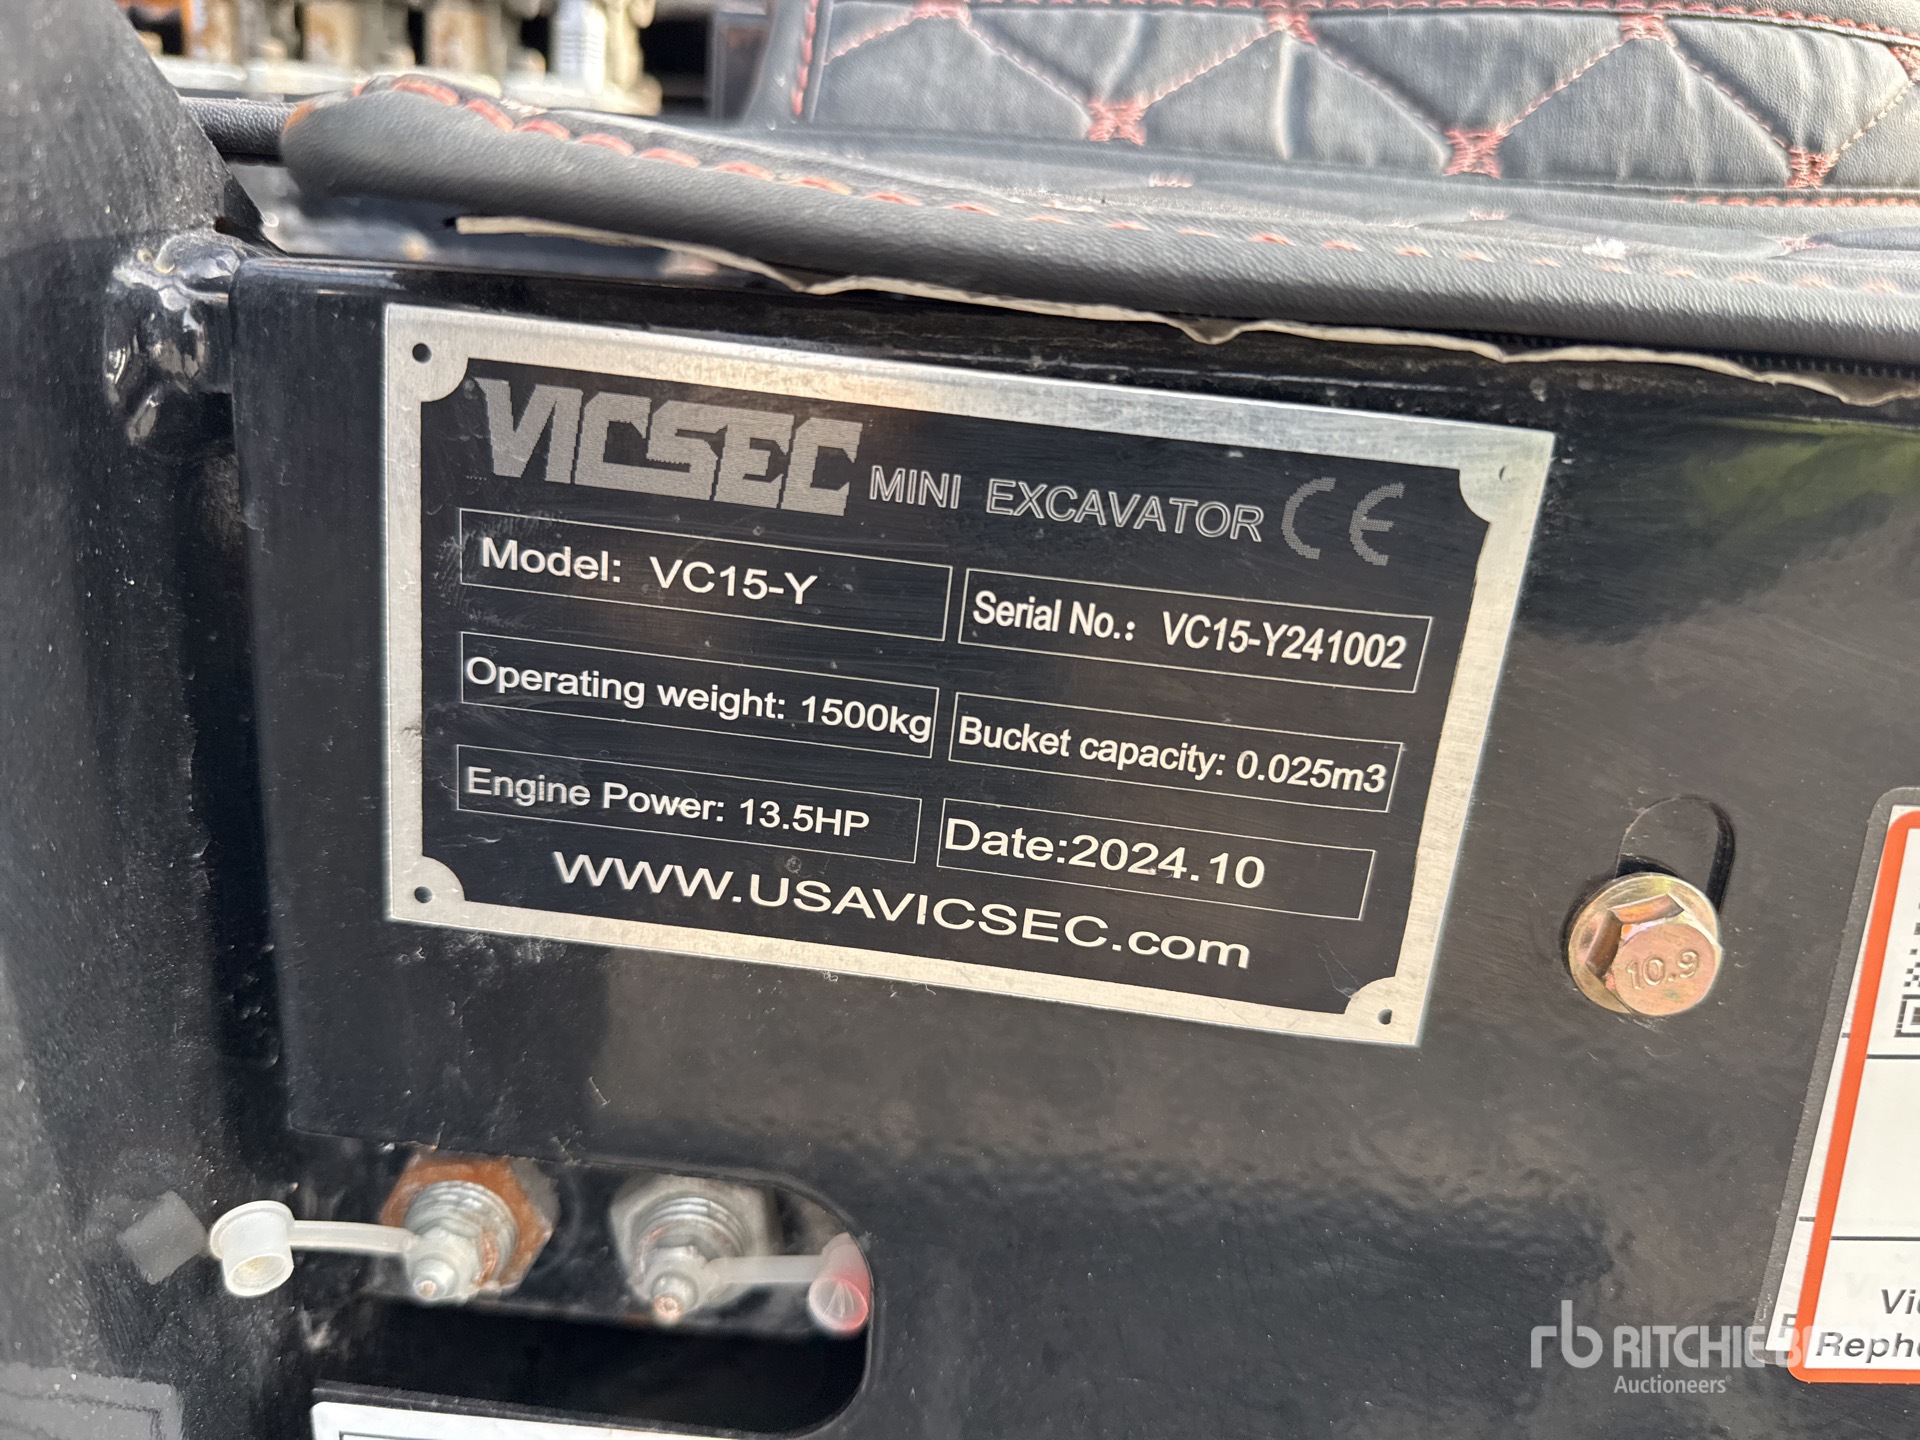 VICSEC MINI EXCAVATOR CE
Model: VC15-Y
Serial No.: VC15-Y241002
Operating weight: 1500kg
Bucket capacity: 0.025m3
Engine Power: 13.5HP
Date:2024.10
WWW.USAVICSEC.com
10.9
rb RITCHIE
Auctioneers